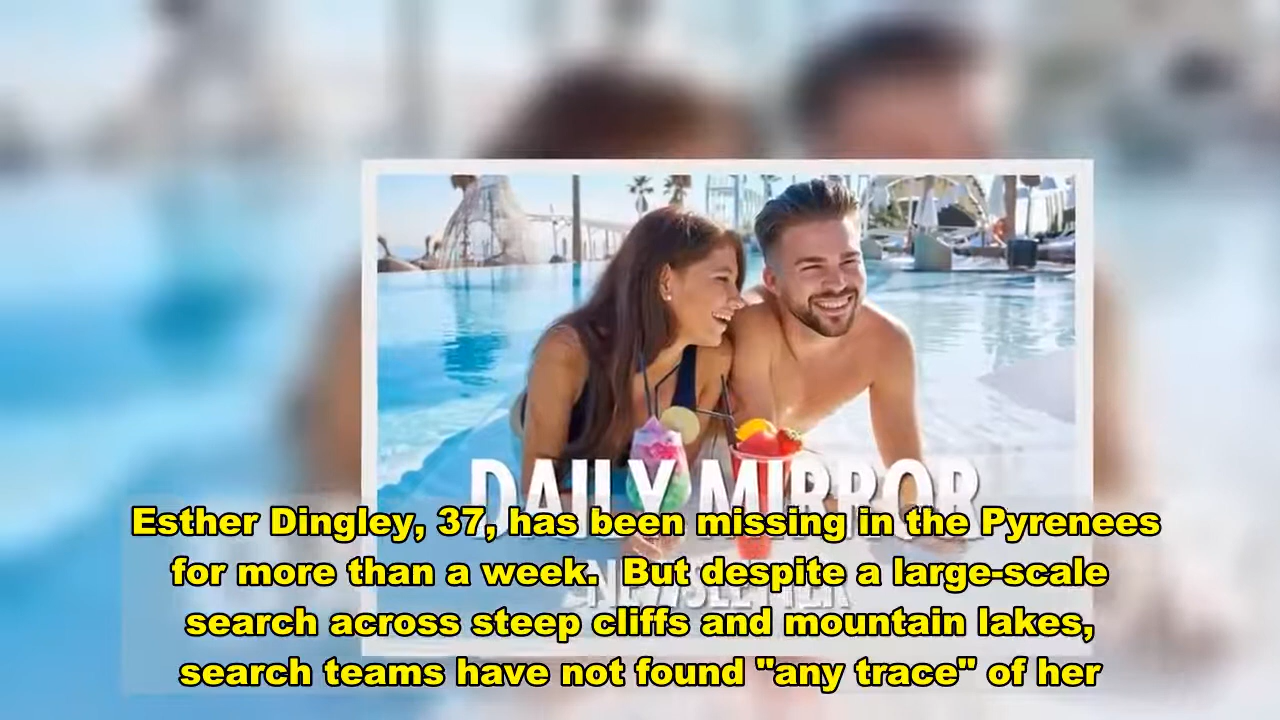 DAILY MIRROR
NEWSLETTER
Esther Dingley, 37, has been missing in the Pyrenees
for more than a week. But despite a large-scale
search across steep cliffs and mountain lakes,
search teams have not found "any trace" of her